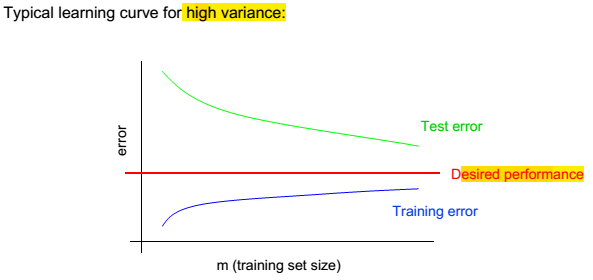 Typical learning curve for high variance:
error
Test error
Desired performance
Training error
m (training set size)